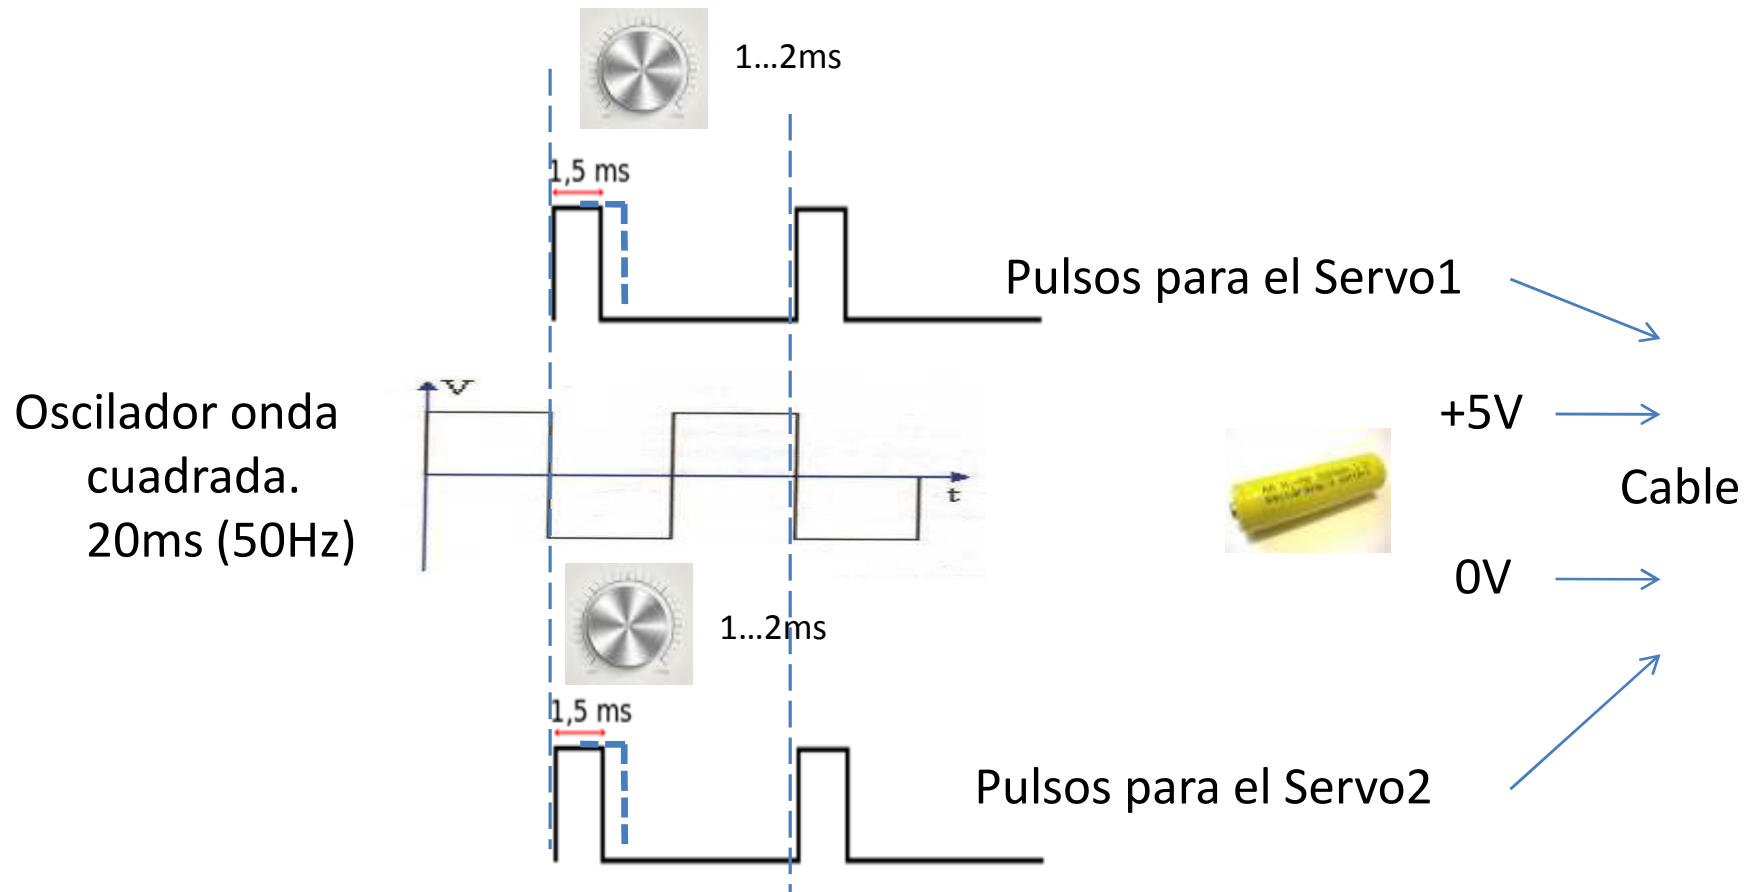 1...2ms
1,5 ms
Pulsos para el Servo1
V
Oscilador onda
cuadrada.
20ms (50Hz)
t
+5V
Cable
0V
1...2ms
1,5 ms
Pulsos para el Servo2